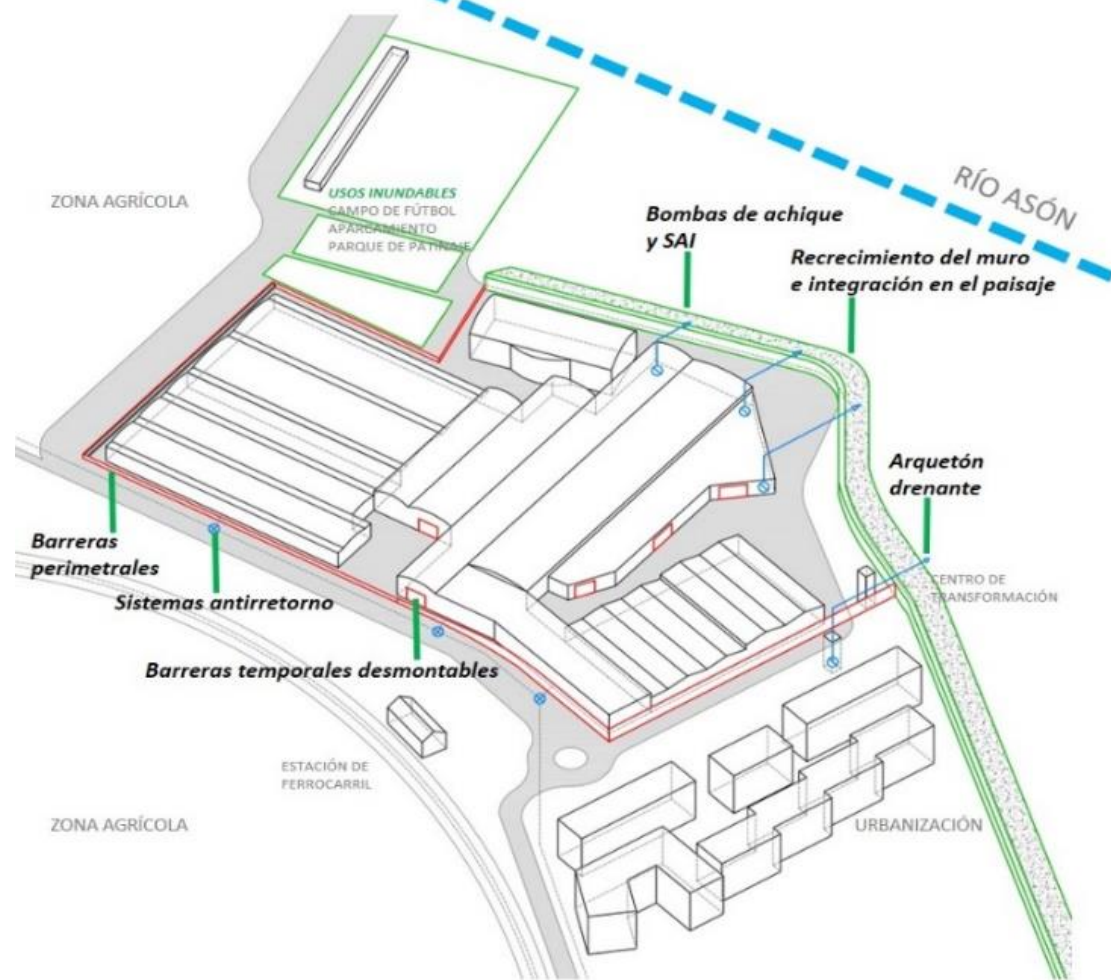 RÍO ASÓN
ZONA AGRÍCOLA
USOS INUNDABLES
CAMPO DE FÚTBOL
APARCAMIENTO
PARQUE DE PATINAJE
Bombas de achique
y SAI
Recrecimiento del muro
e integración en el paisaje
Arquetón
drenante
Barreras
perimetrales
Sistemas antirretorno
CENTRO DE
TRANSFORMACIÓN
Barreras temporales desmontables
ESTACIÓN DE
FERROCARRIL
ZONA AGRÍCOLA
URBANIZACIÓN